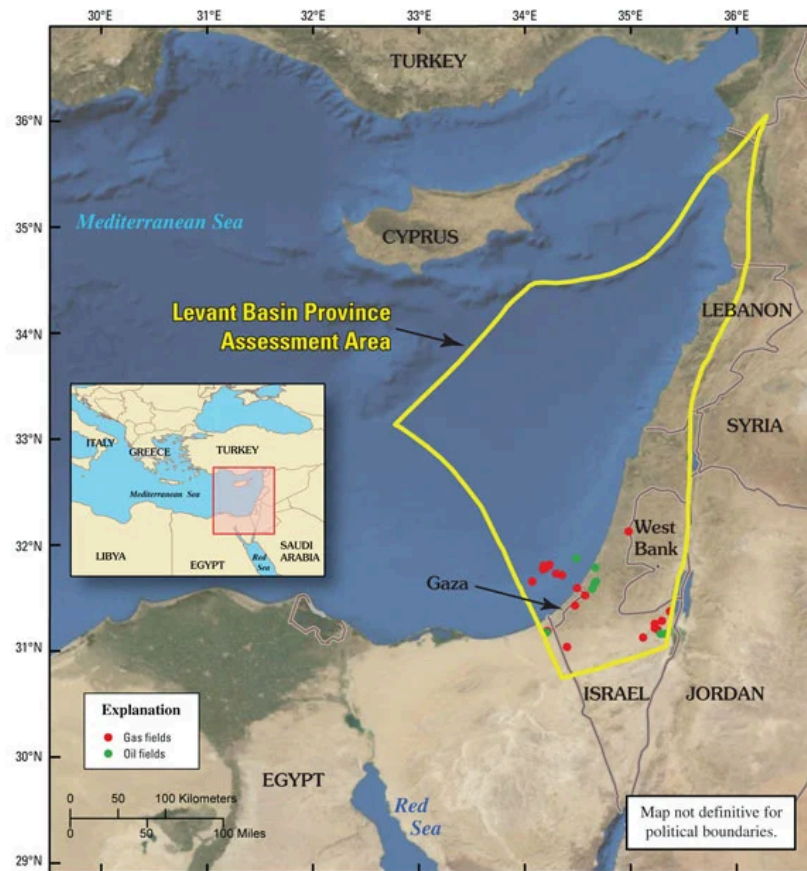 30°E
31°E
32°E
33°E
34°E
35°E
36°E
TURKEY
36°N
35°N
Mediterranean Sea
CYPRUS
Levant Basin Province
Assessment Area
34°N
LEBANON
33°N
SYRIA
ITALY
GREECE
TURKEY
Mediterranean Sea
LIBYA
EGYPT
Red
Sea
SAUDI
ARABIA
32°N
West
Bank
Gaza
31°N
ISRAEL
JORDAN
Explanation
Gas fields
Oil fields
30°N
EGYPT
Red
Sea
0 50 100 Kilometers
0 50 100 Miles
Map not definitive for
political boundaries.
29°N